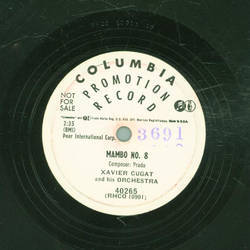 COLUMBIA
PROMOTION
RECORD
NOT
FOR
SALE
2:35
(BMI)
Peer International Corp.
3691
MAMBO NO. 8
Composer: Prado
XAVIER CUGAT
and his ORCHESTRA
40265
(RHCO 10991)